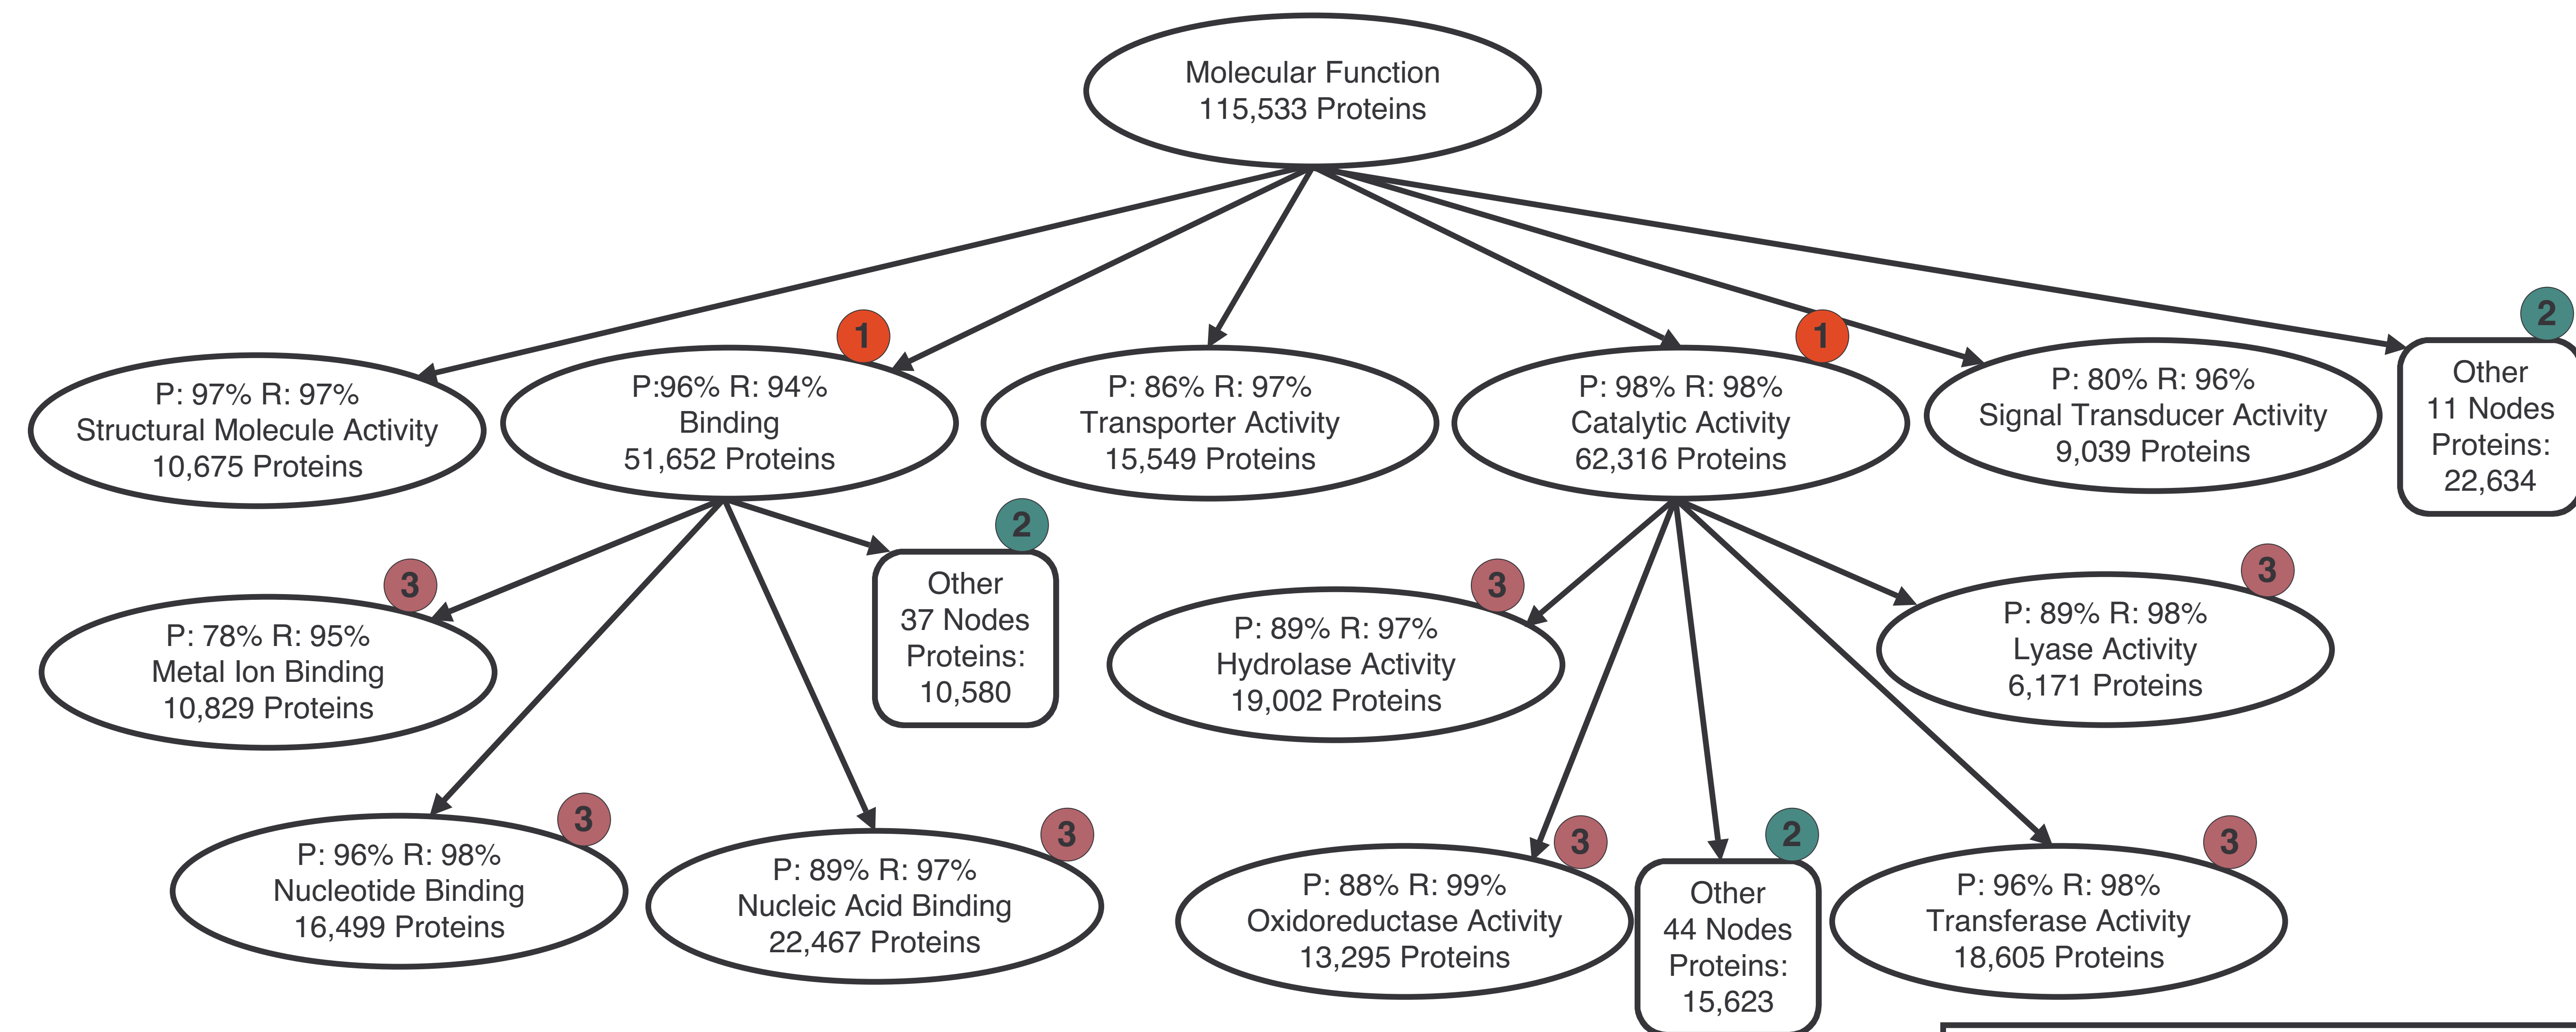 Molecular Function
115,533 Proteins
P: 97% R: 97%
Structural Molecule Activity
10,675 Proteins
1
P:96% R: 94%
Binding
51,652 Proteins
P: 86% R: 97%
Transporter Activity
15,549 Proteins
1
P: 98% R: 98%
Catalytic Activity
62,316 Proteins
P: 80% R: 96%
Signal Transducer Activity
9,039 Proteins
2
Other
11 Nodes
Proteins:
22,634
3
P: 78% R: 95%
Metal Ion Binding
10,829 Proteins
2
Other
37 Nodes
Proteins:
10,580
3
P: 89% R: 97%
Hydrolase Activity
19,002 Proteins
3
P: 89% R: 98%
Lyase Activity
6,171 Proteins
3
P: 96% R: 98%
Nucleotide Binding
16,499 Proteins
3
P: 89% R: 97%
Nucleic Acid Binding
22,467 Proteins
3
P: 88% R: 99%
Oxidoreductase Activity
13,295 Proteins
2
Other
44 Nodes
Proteins:
15,623
3
P: 96% R: 98%
Transferase Activity
18,605 Proteins